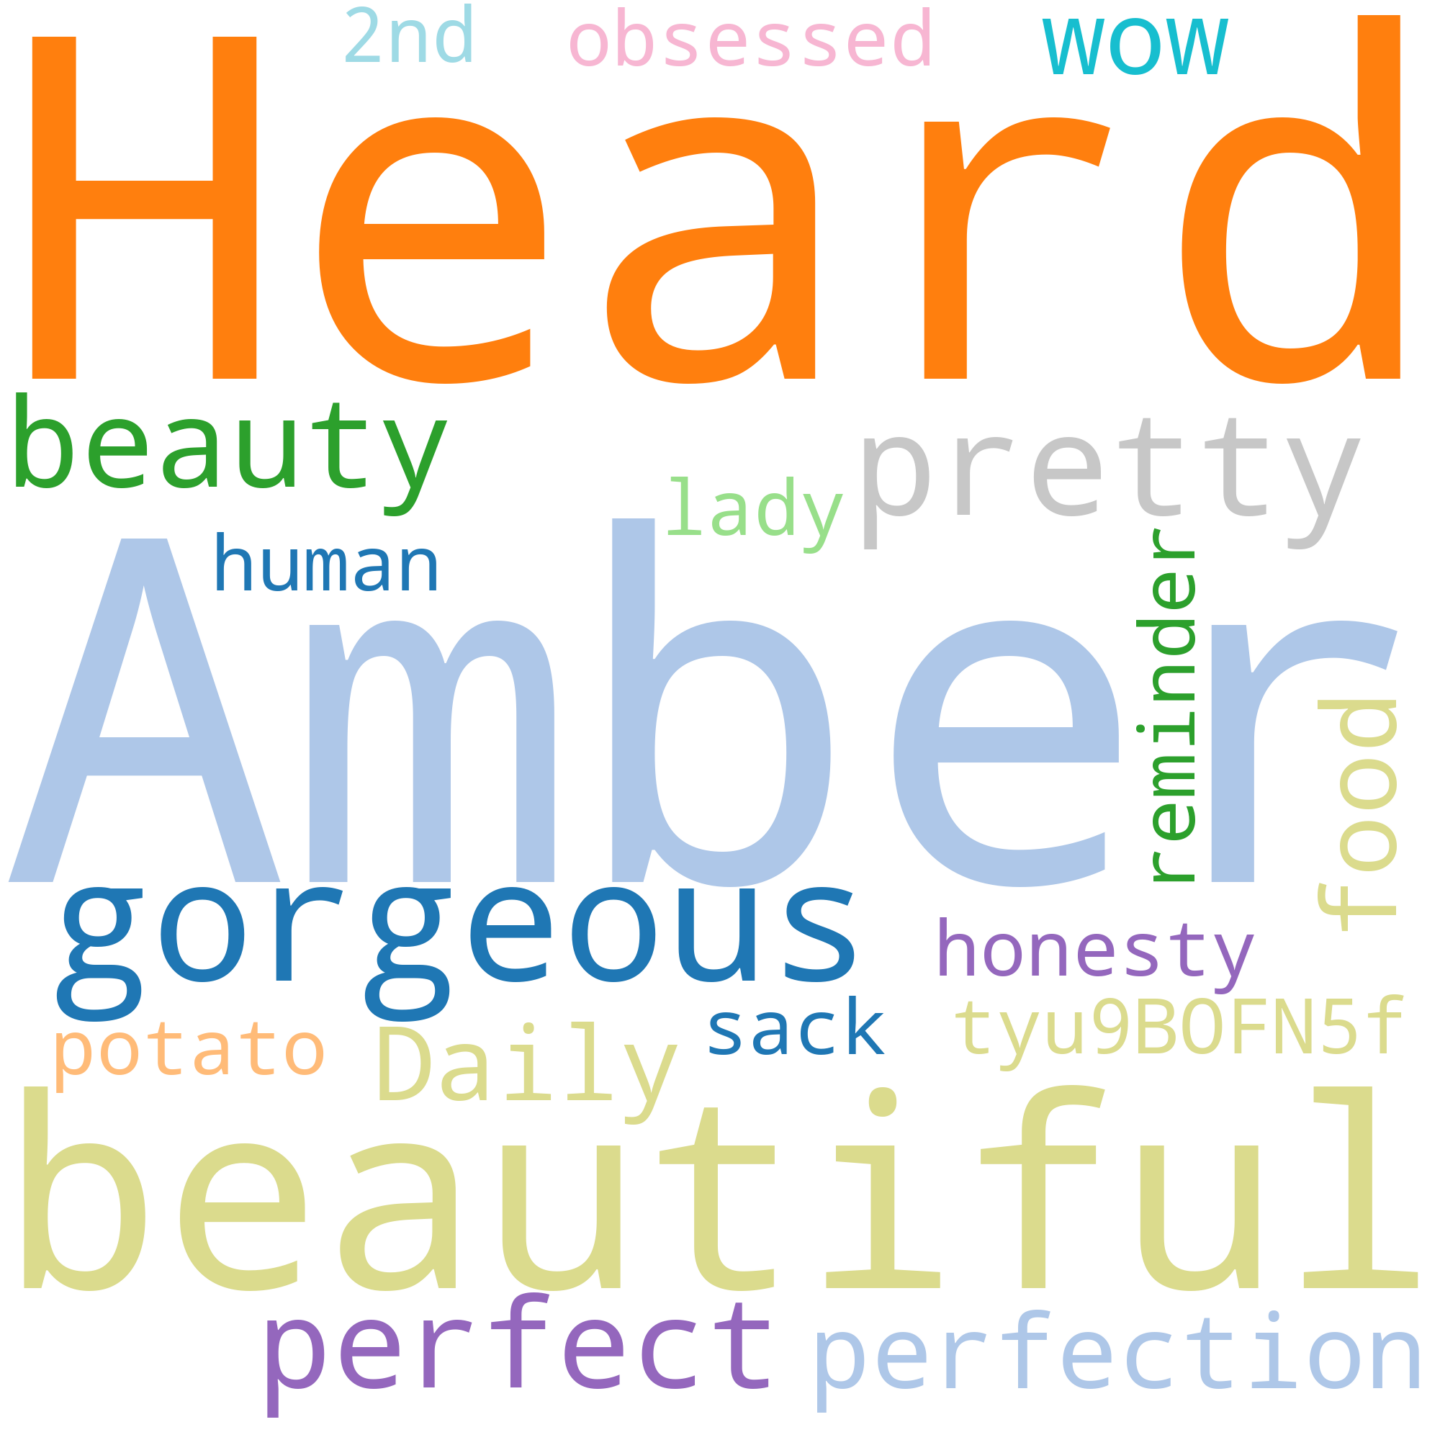 2nd obsessed wow
Heard
beauty pretty
lady
human
Amber
reminder
food
gorgeous
honesty
potato Daily sack tyu9BOFN5f
beautiful
perfect perfection